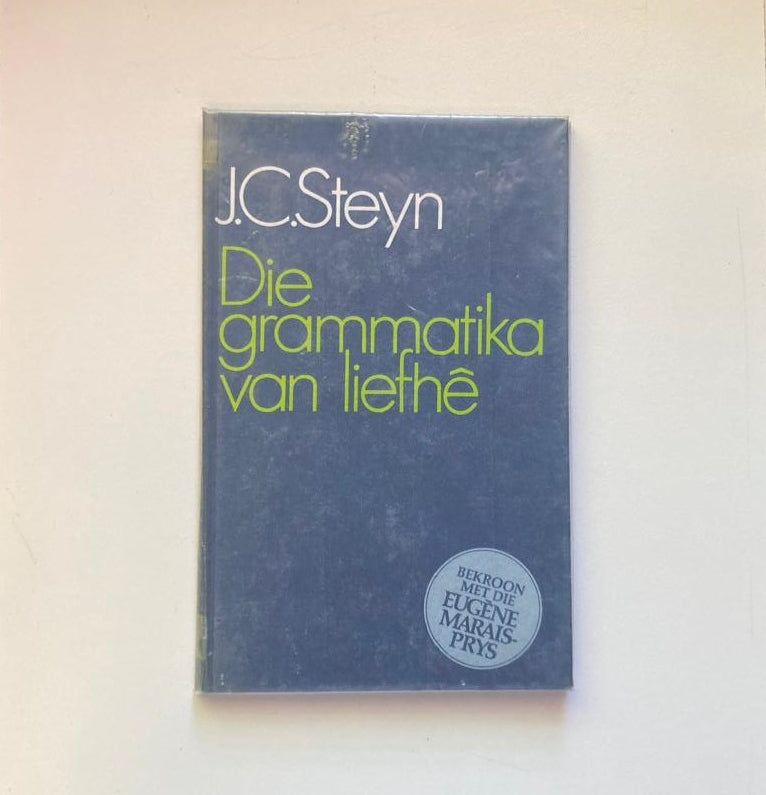 J.C.Steyn
Die
grammatika
van liefhê
BEKROON
MET DIE
EUGÈNE
MARAIS-
PRYS